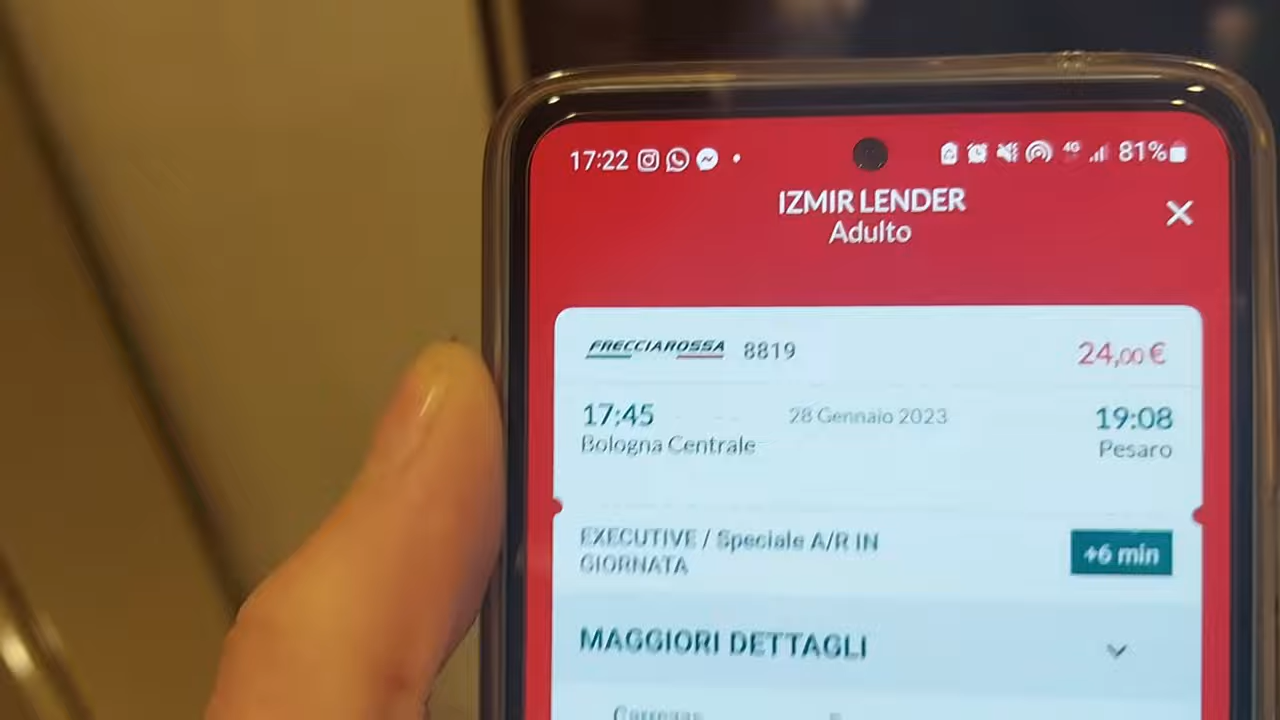 17:22 4G 81%
IZMIR LENDER
Adulto
FRECCIAROSSA 8819 24,00 €
17:45 28 Gennaio 2023 19:08
Bologna Centrale Pesaro
EXECUTIVE / Speciale A/R IN
GIORNATA
+6 min
MAGGIORI DETTAGLI